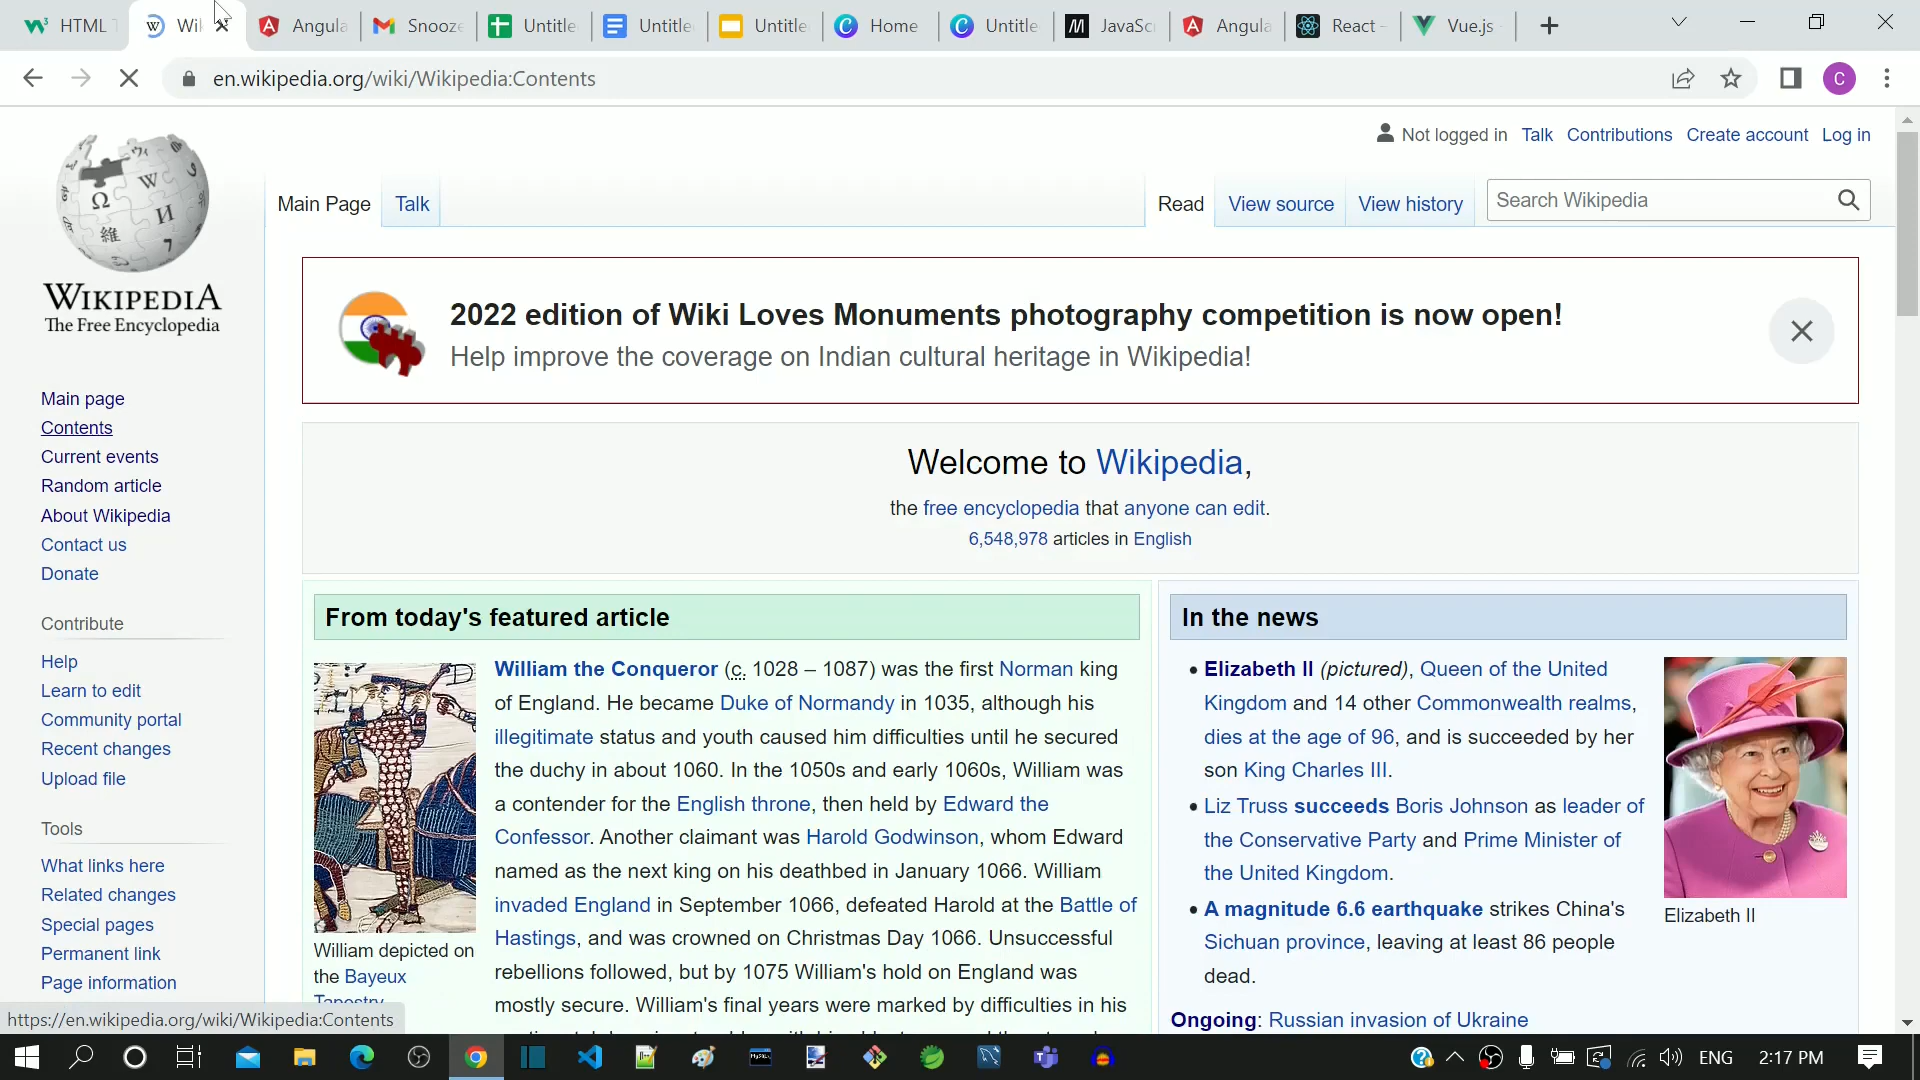 HTML T
Wi
Angula
Snooze
Untitle
Untitle
Untitle
Home
Untitle
JavaSc
Angula
React -
Vue.js
en.wikipedia.org/wiki/Wikipedia:Contents
C
Not logged in Talk Contributions Create account Log in
Main Page Talk Read View source View history Search Wikipedia
WIKIPEDIA
The Free Encyclopedia
2022 edition of Wiki Loves Monuments photography competition is now open!
Help improve the coverage on Indian cultural heritage in Wikipedia!
Main page
Contents
Current events
Random article
About Wikipedia
Contact us
Donate
Contribute
Help
Learn to edit
Community portal
Recent changes
Upload file
Tools
What links here
Related changes
Special pages
Permanent link
Page information
Welcome to Wikipedia,
the free encyclopedia that anyone can edit.
6,548,978 articles in English
From today's featured article
William the Conqueror (c. 1028 – 1087) was the first Norman king
of England. He became Duke of Normandy in 1035, although his
illegitimate status and youth caused him difficulties until he secured
the duchy in about 1060. In the 1050s and early 1060s, William was
a contender for the English throne, then held by Edward the
Confessor. Another claimant was Harold Godwinson, whom Edward
named as the next king on his deathbed in January 1066. William
invaded England in September 1066, defeated Harold at the Battle of
Hastings, and was crowned on Christmas Day 1066. Unsuccessful
rebellions followed, but by 1075 William's hold on England was
mostly secure. William's final years were marked by difficulties in his
William depicted on
the Bayeux
Tapestry
In the news
Elizabeth II (pictured), Queen of the United
Kingdom and 14 other Commonwealth realms,
dies at the age of 96, and is succeeded by her
son King Charles III.
Liz Truss succeeds Boris Johnson as leader of
the Conservative Party and Prime Minister of
the United Kingdom.
A magnitude 6.6 earthquake strikes China's
Sichuan province, leaving at least 86 people
dead.
Elizabeth II
Ongoing: Russian invasion of Ukraine
https://en.wikipedia.org/wiki/Wikipedia:Contents
ENG 2:17 PM